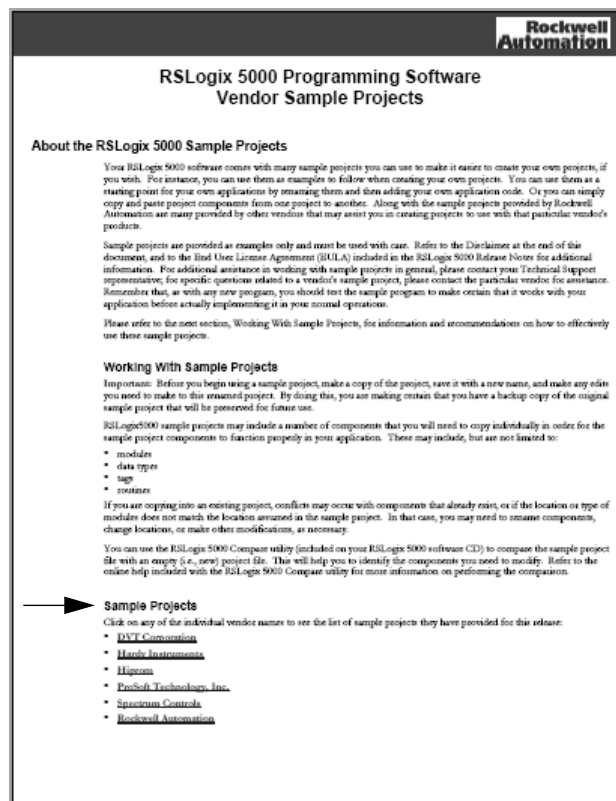 Rockwell
Automation
RSLogix 5000 Programming Software
Vendor Sample Projects
About the RSLogix 5000 Sample Projects
Your RSLogix 5000 software comes with many sample projects you can use to make it easier to create your own projects, if
you wish. For instance, you can use them as examples to follow when creating your own projects. You can use them as a
starting point for your own applications by renaming them and then adding your own application code. Or you can simply
copy and paste project components from one project to another. Along with the sample projects provided by Rockwell
Automation are many provided by other vendors that may assist you in creating projects to use with that particular vendor's
products.
Sample projects are provided as examples only and must be used with care. Refer to the Disclaimer at the end of this
document, and to the End User License Agreement (EULA) included in the RSLogix 5000 Release Notes for additional
information. For additional assistance in working with sample projects in general, please contact your Technical Support
representative; for specific questions related to a vendor's sample project, please contact the particular vendor for assistance.
Remember that, as with any new program, you should test the sample program to make certain that it works with your
application before actually implementing it in your normal operations.
Please refer to the next section, Working With Sample Projects, for information and recommendations on how to effectively
use these sample projects.
Working With Sample Projects
Important: Before you begin using a sample project, make a copy of the project, save it with a new name, and make any edits
you need to make to this renamed project. By doing this, you are making certain that you have a backup copy of the original
sample project that will be preserved for future use.
RSLogix5000 sample projects may include a number of components that you will need to copy individually in order for the
sample project components to function properly in your application. These may include, but are not limited to:
* modules
* data types
* tags
* routines
If you are copying into an existing project, conflicts may occur with components that already exist, or if the location or type of
modules does not match the location assumed in the sample project. In that case, you may need to rename components,
change locations, or make other modifications, as necessary.
You can use the RSLogix 5000 Compare utility (included on your RSLogix 5000 software CD) to compare the sample project
file with an empty (i.e., new) project file. This will help you to identify the components you need to modify. Refer to the
online help included with the RSLogix 5000 Compare utility for more information on performing the comparison.
Sample Projects
Click on any of the individual vendor names to see the list of sample projects they have provided for this release:
* DVT Corporation
* Hardy Instruments
* Hiprom
* ProSoft Technology, Inc.
* Spectrum Controls
* Rockwell Automation